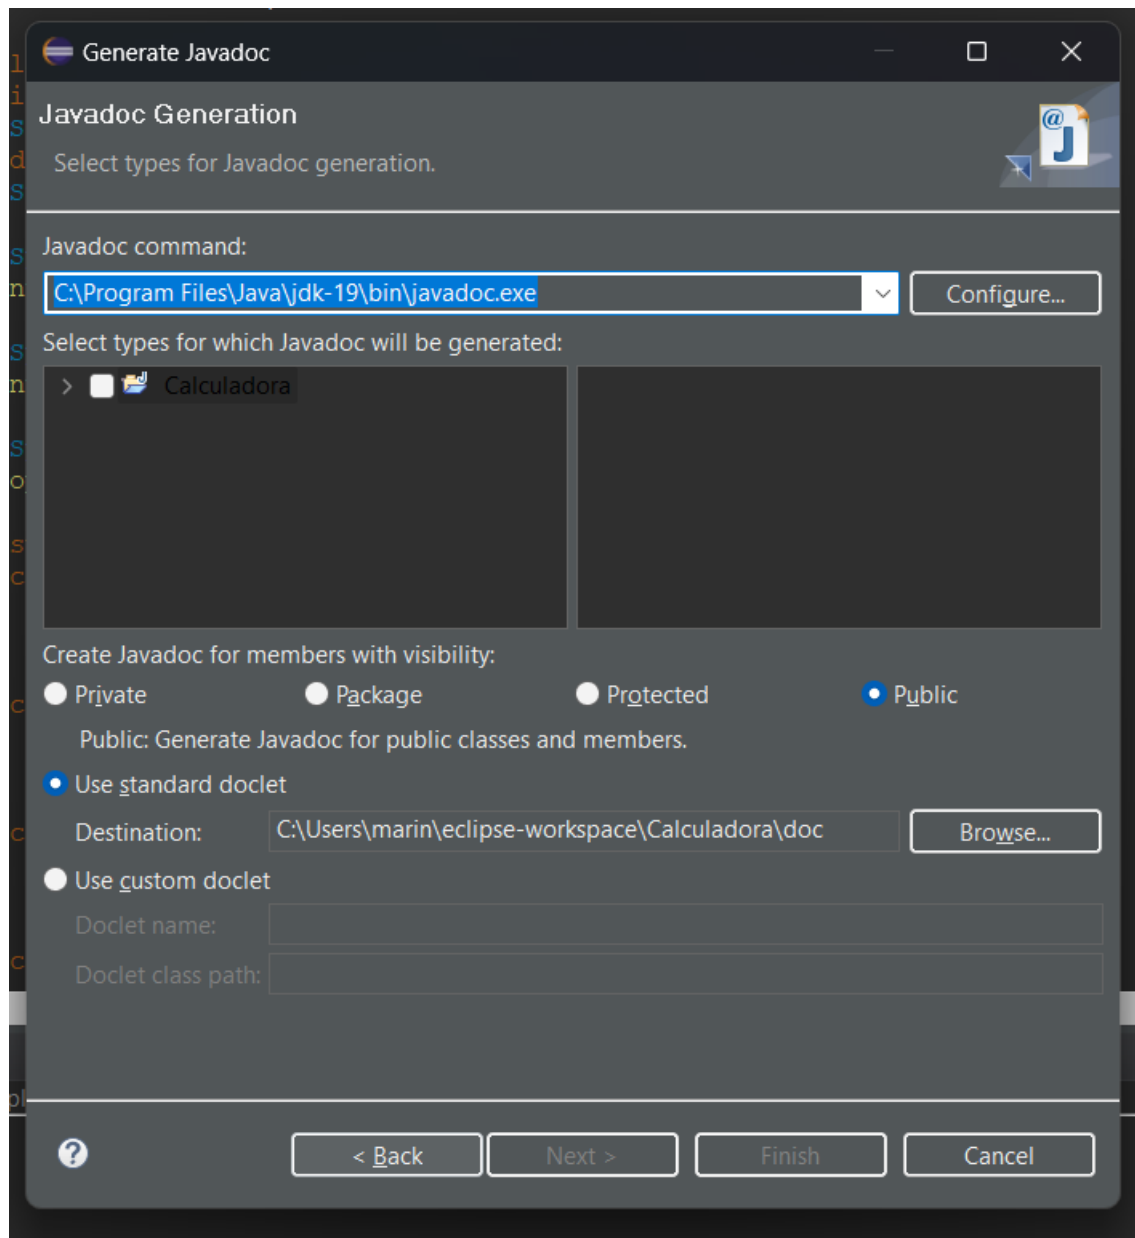 Generate Javadoc
Javadoc Generation
Select types for Javadoc generation.
Javadoc command:
C:\Program Files\Java\jdk-19\bin\javadoc.exe
Configure...
Select types for which Javadoc will be generated:
Calculadora
Create Javadoc for members with visibility:
Private Package Protected Public
Public: Generate Javadoc for public classes and members.
Use standard doclet
Destination: C:\Users\marin\eclipse-workspace\Calculadora\doc Browse...
Use custom doclet
Doclet name:
Doclet class path:
< Back Next > Finish Cancel